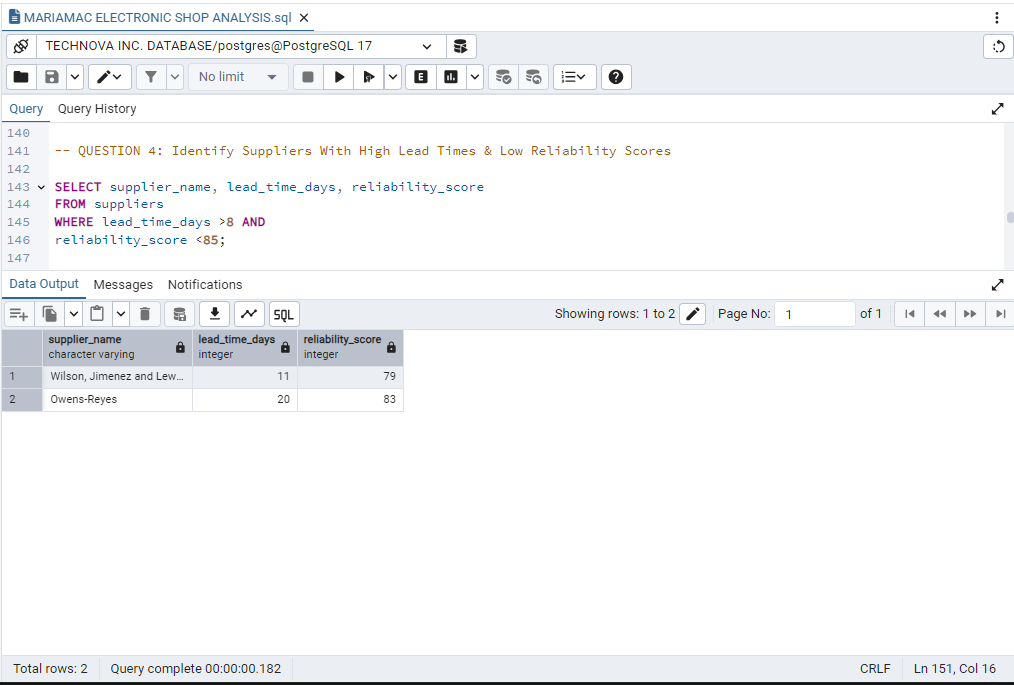 MARIAMAC ELECTRONIC SHOP ANALYSIS.sql
TECHNOVA INC. DATABASE/postgres@PostgreSQL 17
No limit
E
Query Query History
140
141 -- QUESTION 4: Identify Suppliers With High Lead Times & Low Reliability Scores
142
143 SELECT supplier_name, lead_time_days, reliability_score
144 FROM suppliers
145 WHERE lead_time_days >8 AND
146 reliability_score <85;
147
Data Output Messages Notifications
SQL Showing rows: 1 to 2 Page No: 1 of 1
supplier_name lead_time_days reliability_score
character varying integer integer
1 Wilson, Jimenez and Lew... 11 79
2 Owens-Reyes 20 83
Total rows: 2 Query complete 00:00:00.182 CRLF Ln 151, Col 16